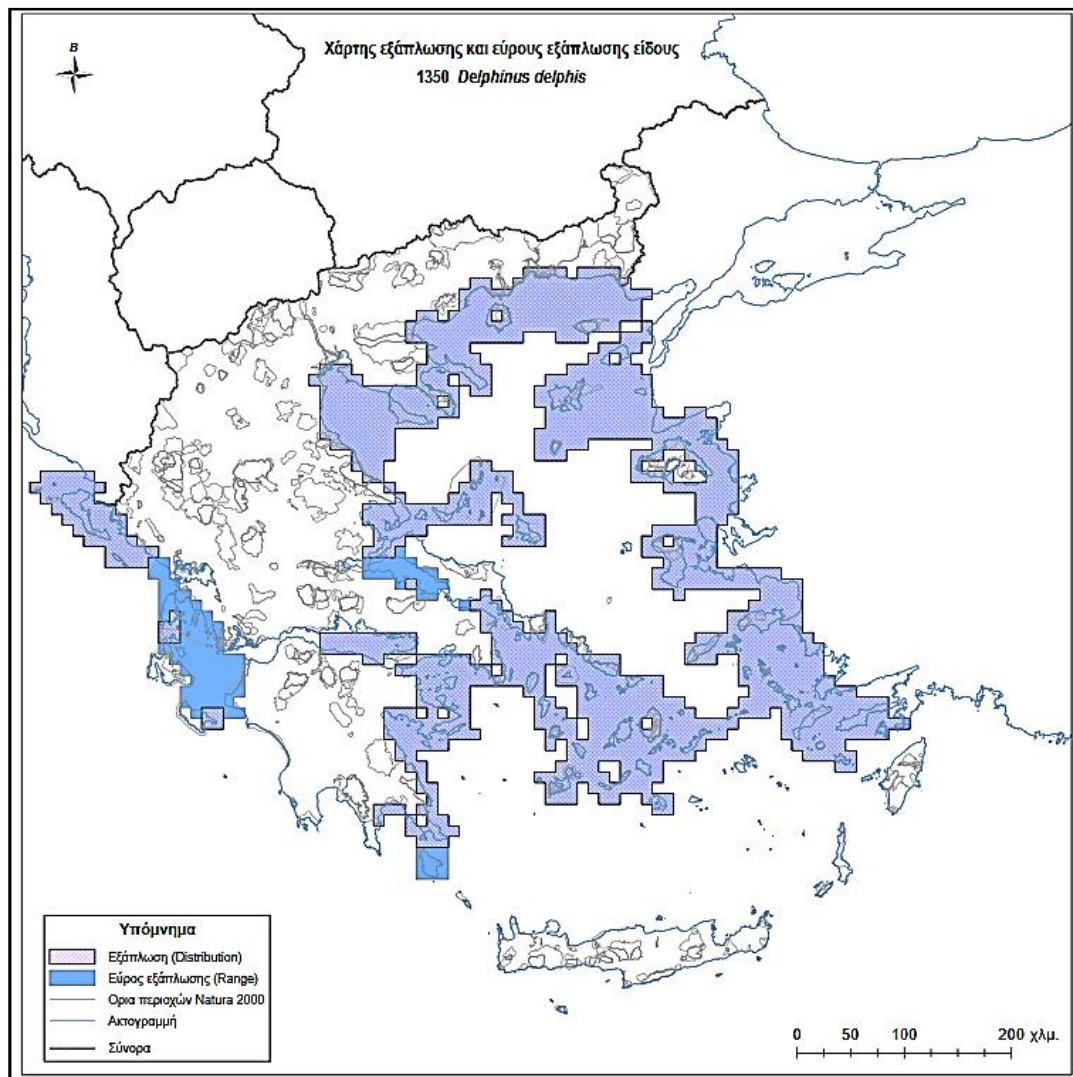 Χάρτης εξάπλωσης και εύρους εξάπλωσης είδους
1350 Delphinus delphis
Β
Υπόμνημα
Εξάπλωση (Distribution)
Εύρος εξάπλωσης (Range)
Ορια περιοχών Natura 2000
Ακτογραμμή
Σύνορα
0 50 100 200 χλμ.